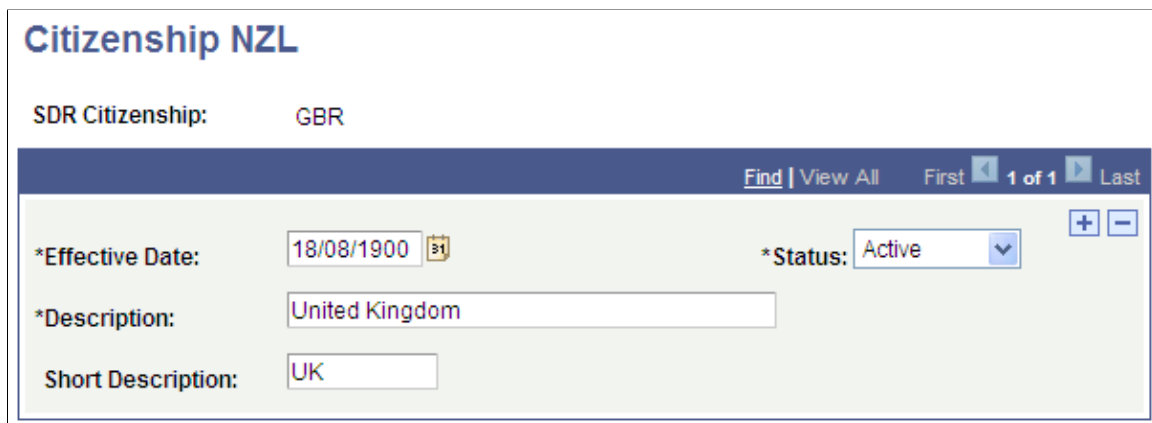 Citizenship NZL
SDR Citizenship: GBR
Find | View All First 1 of 1 Last
*Effective Date: 18/08/1900 31 *Status: Active
*Description: United Kingdom
Short Description: UK